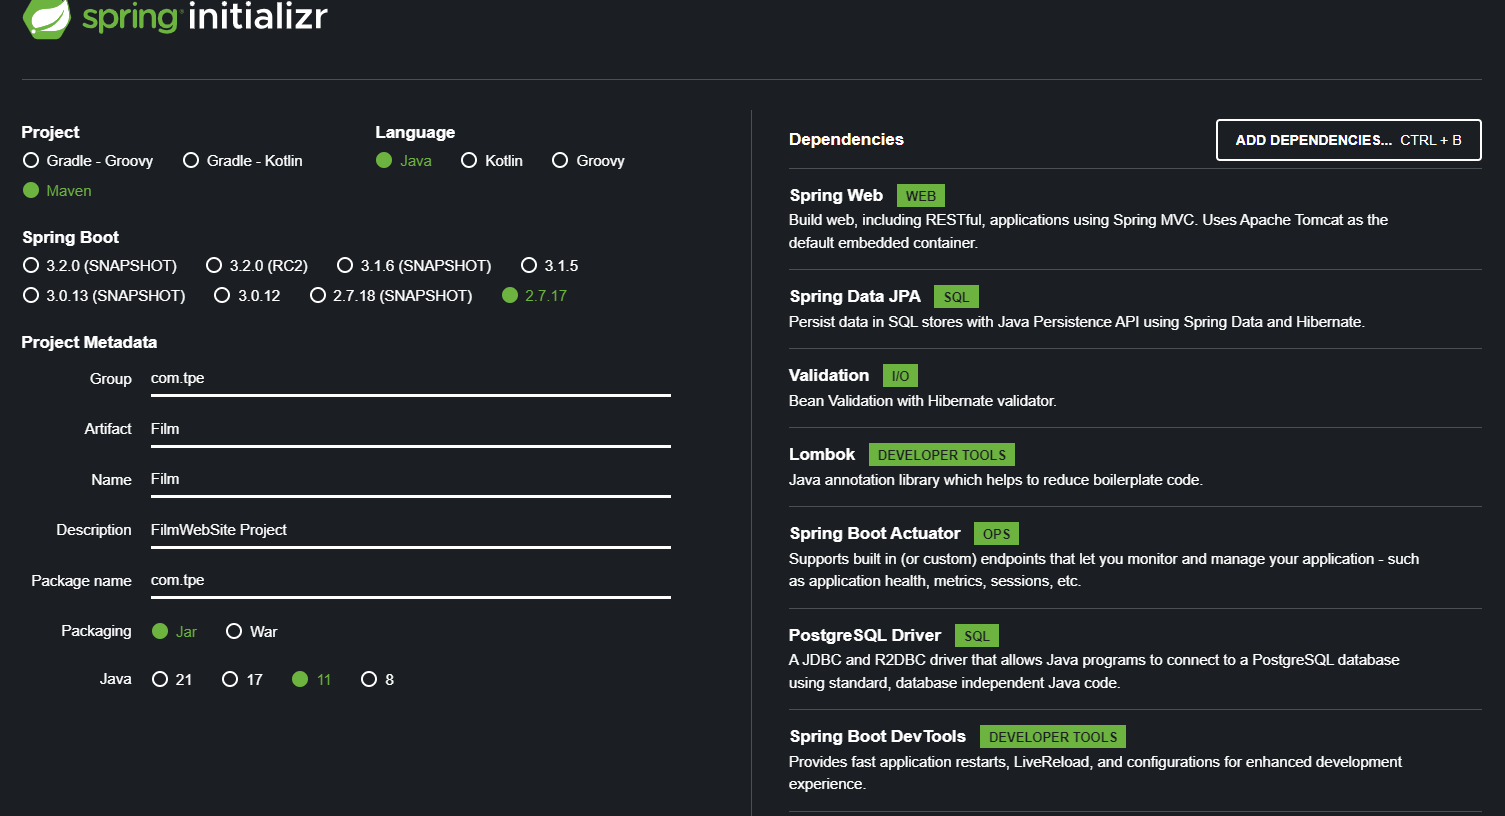 spring initializr
Project
Gradle - Groovy Gradle - Kotlin
Maven
Language
Java Kotlin Groovy
Spring Boot
3.2.0 (SNAPSHOT) 3.2.0 (RC2) 3.1.6 (SNAPSHOT) 3.1.5
3.0.13 (SNAPSHOT) 3.0.12 2.7.18 (SNAPSHOT) 2.7.17
Project Metadata
Group com.tpe
Artifact Film
Name Film
Description FilmWebSite Project
Package name com.tpe
Packaging Jar War
Java 21 17 11 8
Dependencies ADD DEPENDENCIES... CTRL + B
Spring Web WEB
Build web, including RESTful, applications using Spring MVC. Uses Apache Tomcat as the
default embedded container.
Spring Data JPA SQL
Persist data in SQL stores with Java Persistence API using Spring Data and Hibernate.
Validation I/O
Bean Validation with Hibernate validator.
Lombok DEVELOPER TOOLS
Java annotation library which helps to reduce boilerplate code.
Spring Boot Actuator OPS
Supports built in (or custom) endpoints that let you monitor and manage your application - such
as application health, metrics, sessions, etc.
PostgreSQL Driver SQL
A JDBC and R2DBC driver that allows Java programs to connect to a PostgreSQL database
using standard, database independent Java code.
Spring Boot DevTools DEVELOPER TOOLS
Provides fast application restarts, LiveReload, and configurations for enhanced development
experience.